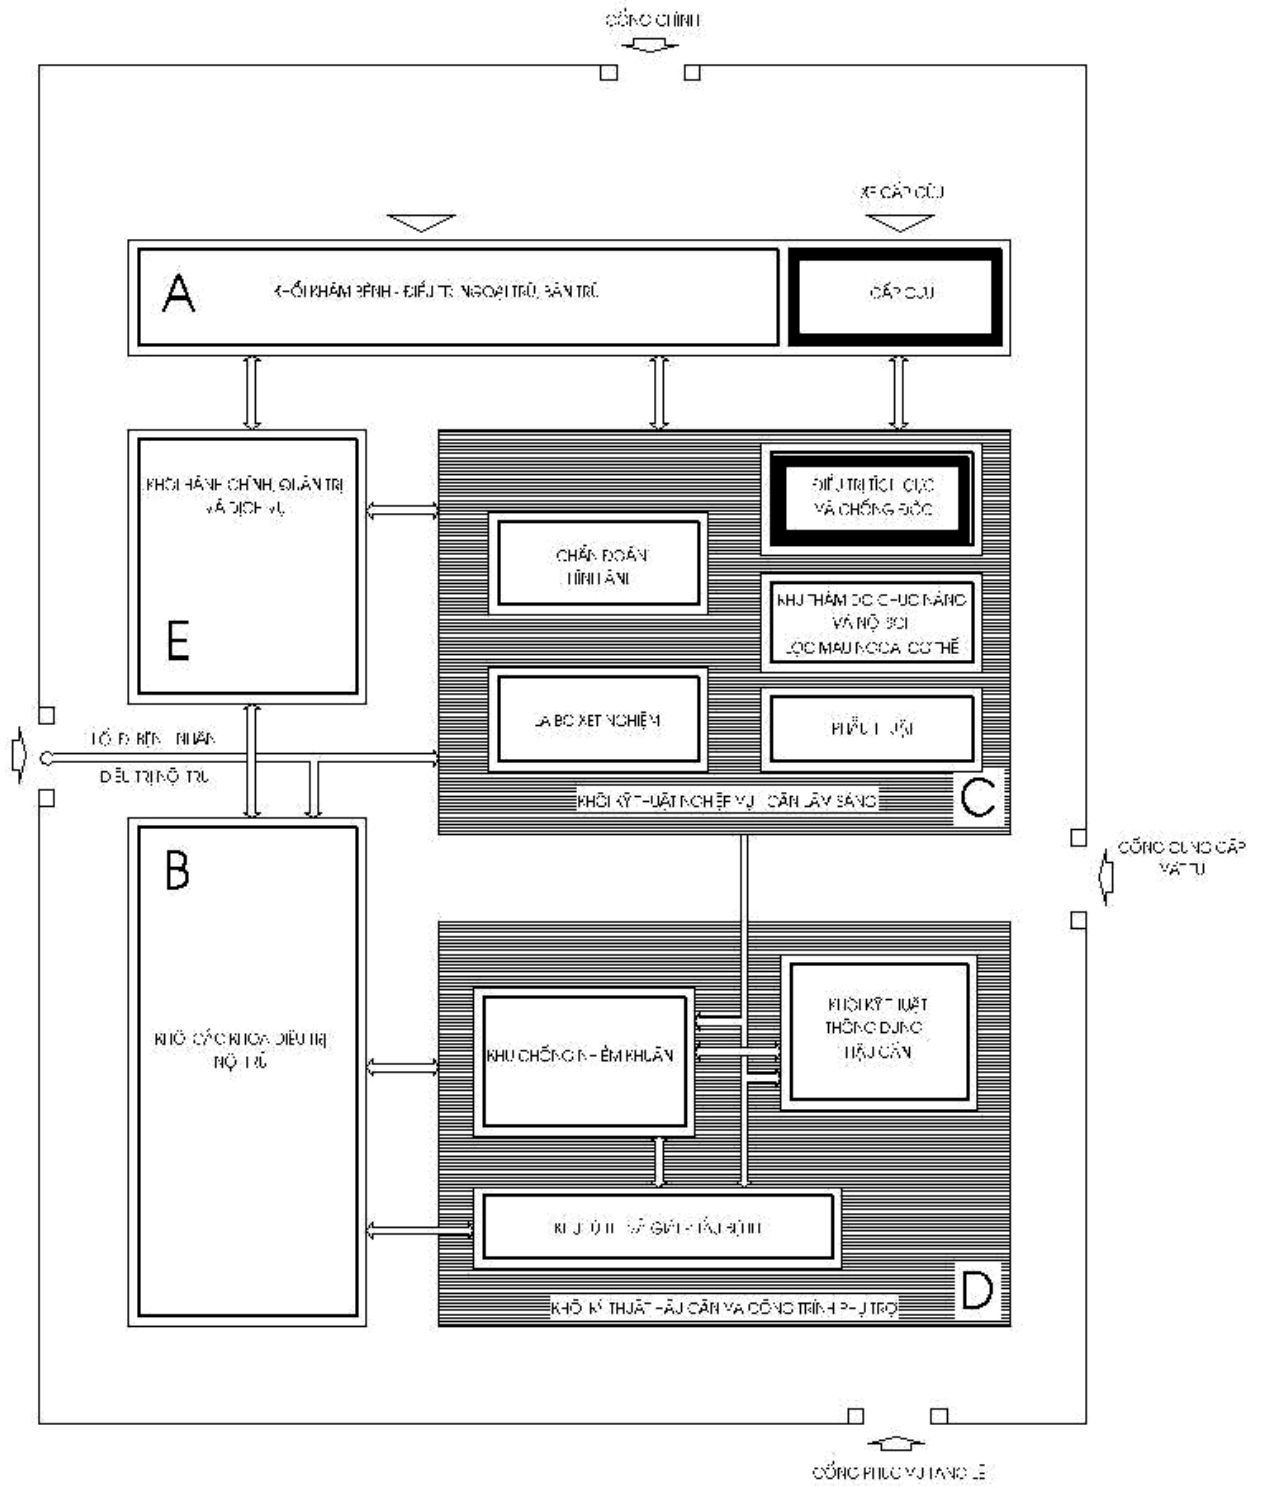 CỔNG CHÍNH
XE CẤP CỨU
A
KHỐI KHÁM BỆNH - ĐIỀU TRỊ NGOẠI TRÚ, BÁN TRÚ
CẤP CỨU
KHỐI HÀNH CHÍNH, QUẢN TRỊ
VÀ DỊCH VỤ
E
ĐIỀU TRỊ TÍCH CỰC
VÀ CHỐNG ĐỘC
CHẨN ĐOÁN
HÌNH ẢNH
KHU THĂM DÒ CHỨC NĂNG
VÀ NỘI SOI
LỌC MÁU NGOÀI CƠ THỂ
LA BO XÉT NGHIỆM
PHẪU THUẬT
KHỐI KỸ THUẬT NGHIỆP VỤ CẬN LÂM SÀNG
C
LỐI ĐI BỆNH NHÂN
ĐIỀU TRỊ NỘI TRÚ
CỔNG CUNG CẤP
VẬT TƯ
B
KHỐI CÁC KHOA ĐIỀU TRỊ
NỘI TRÚ
KHỐI KỸ THUẬT
THÔNG DỤNG
HẬU CẦN
KHU CHỐNG NHIỄM KHUẨN
GIẢI PHẪU BỆNH
KHỐI KỸ THUẬT HẬU CẦN VÀ CÔNG TRÌNH PHỤ TRỢ
D
CỔNG PHỤC VỤ TANG LỄ